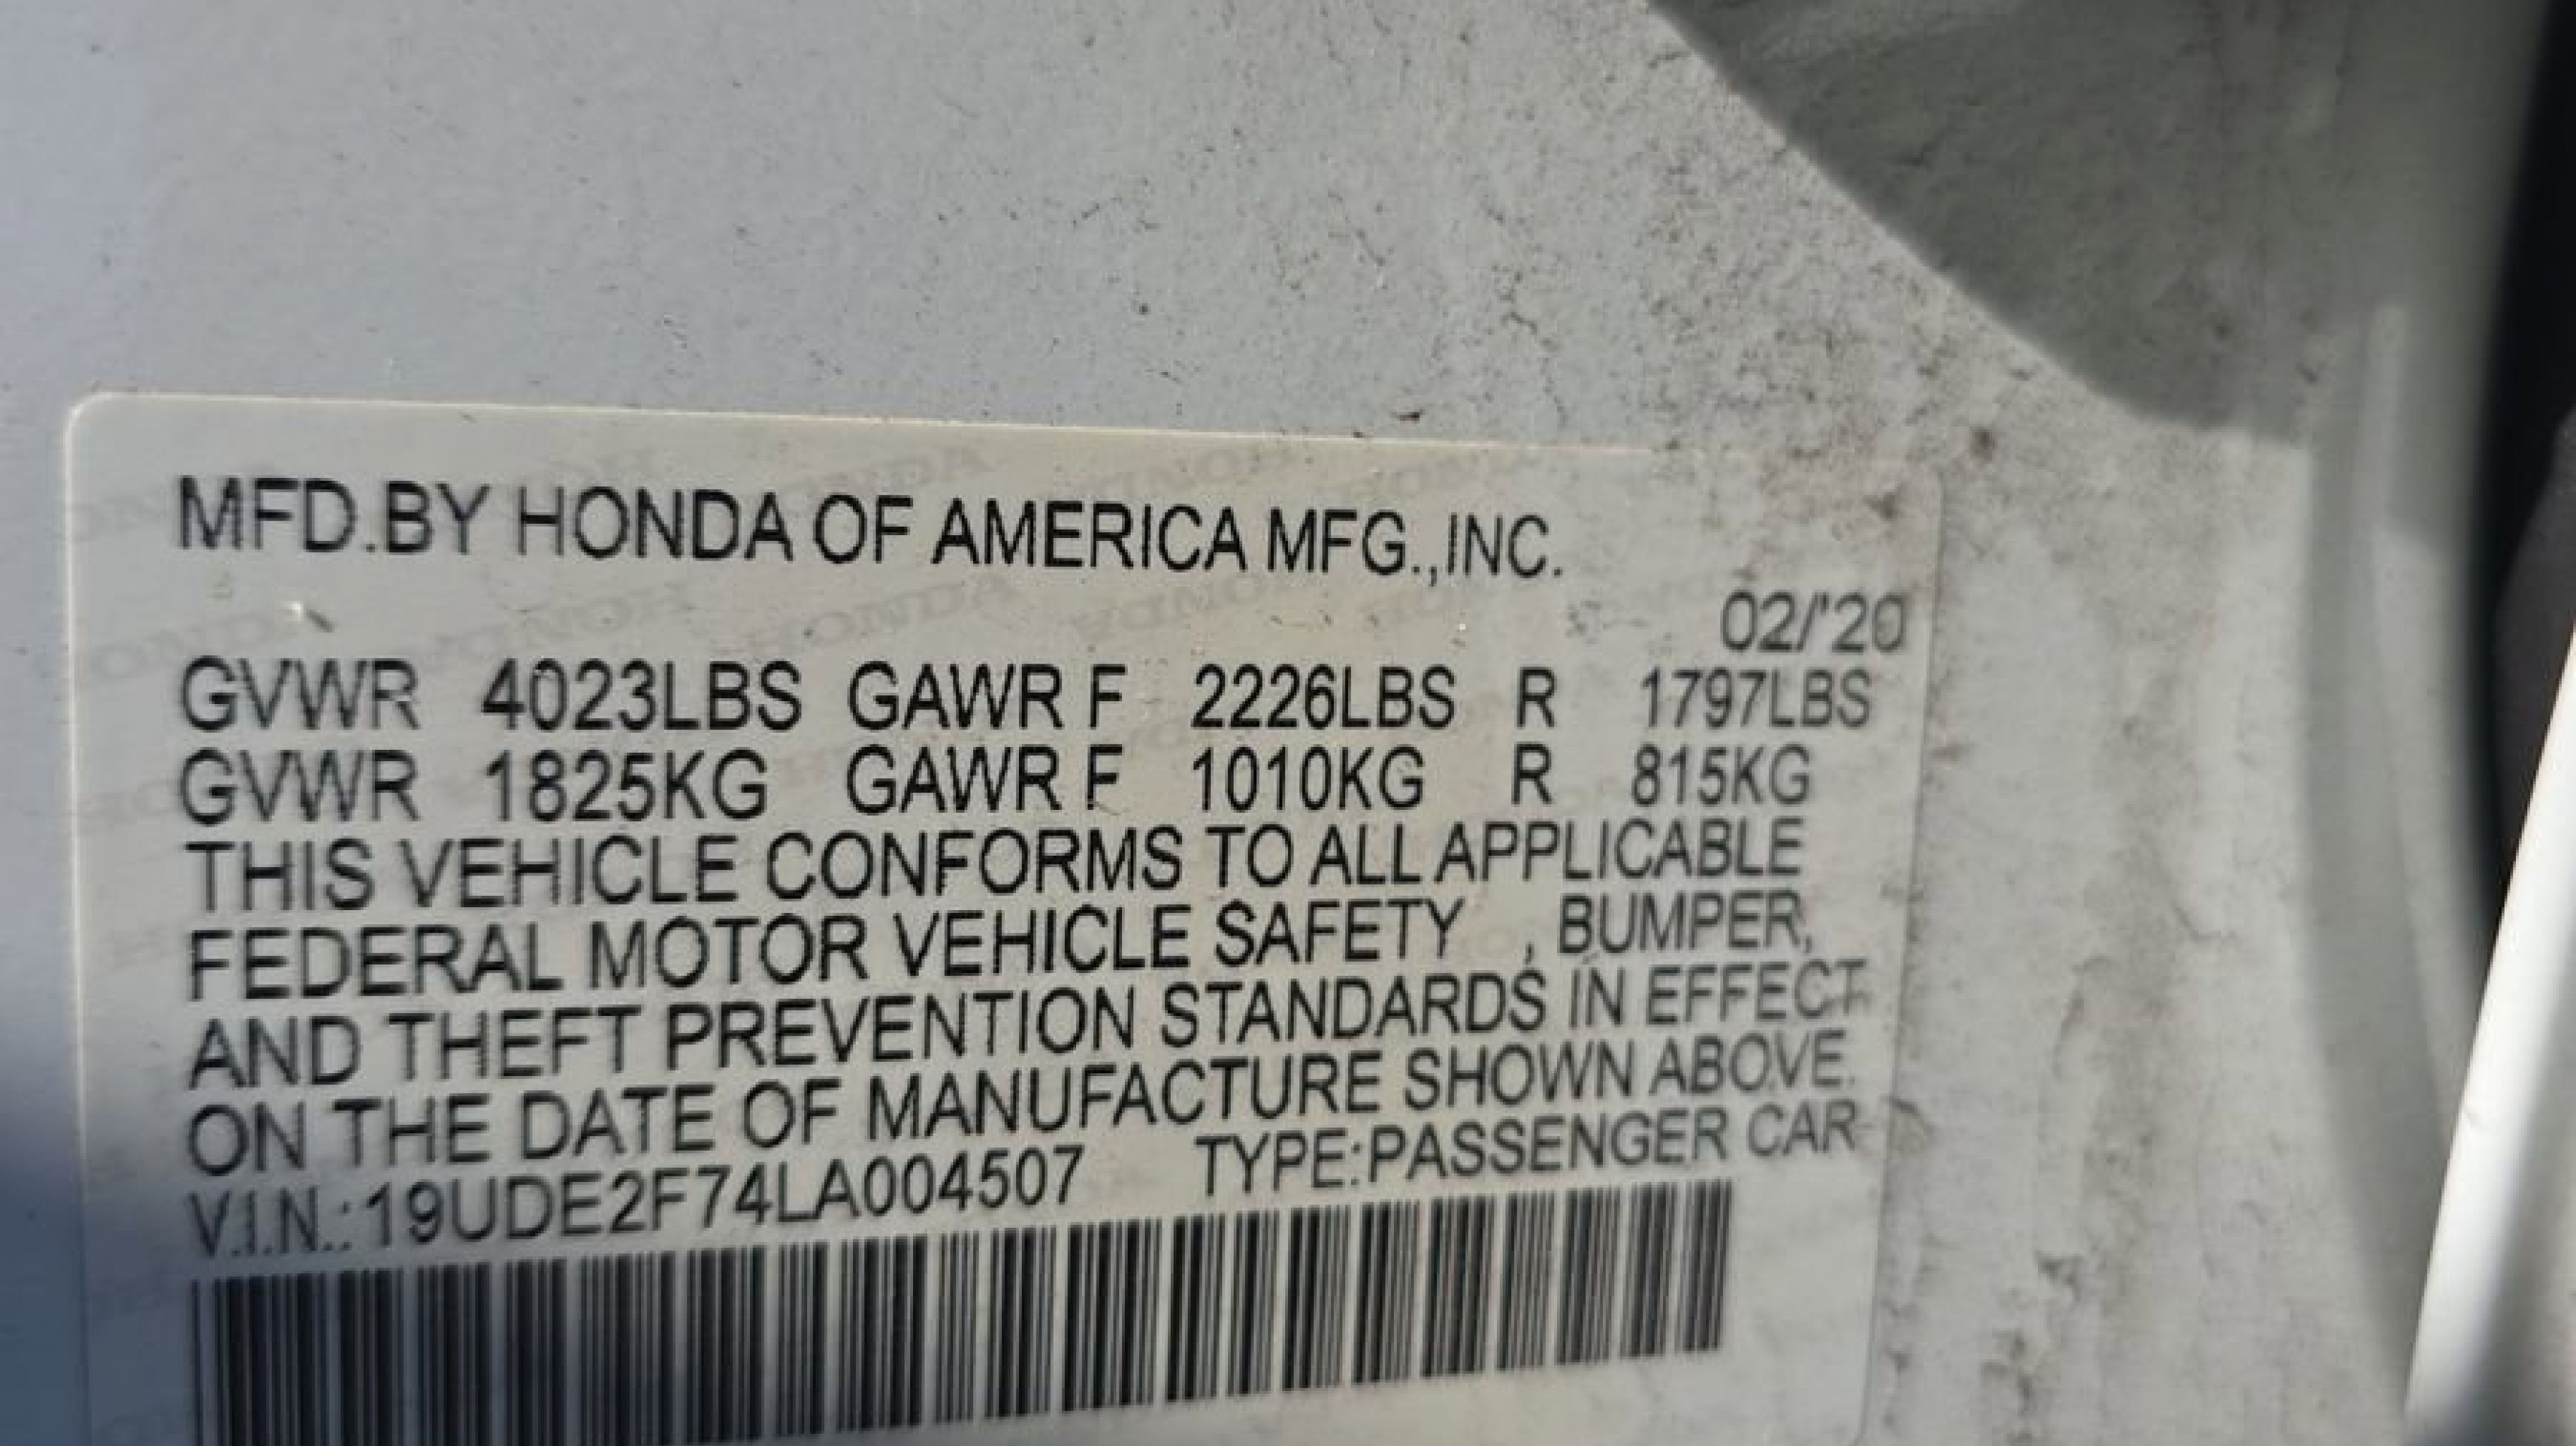 MFD.BY HONDA OF AMERICA MFG.,INC.
02/'20
GVWR 4023LBS GAWR F 2226LBS R 1797LBS
GVWR 1825KG GAWR F 1010KG R 815KG
THIS VEHICLE CONFORMS TO ALL APPLICABLE
FEDERAL MOTOR VEHICLE SAFETY , BUMPER,
AND THEFT PREVENTION STANDARDS IN EFFECT
ON THE DATE OF MANUFACTURE SHOWN ABOVE.
V.I.N.:19UDE2F74LA004507 TYPE:PASSENGER CAR